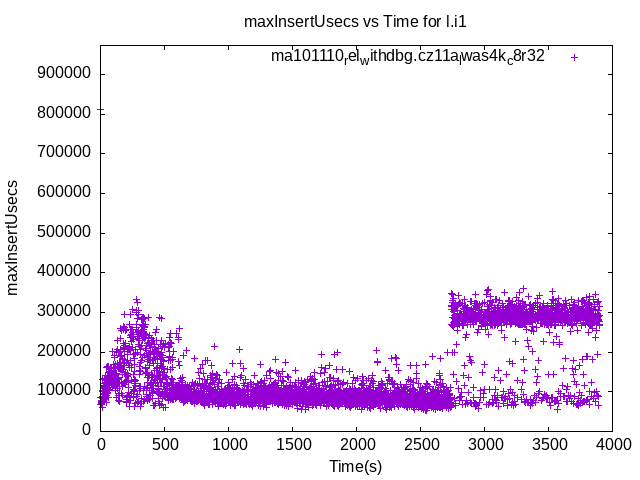 maxInsertUsecs vs Time for l.i1
ma101110relwithdbg.cz11alwas4kc8r32
900000
800000
700000
600000
500000
400000
300000
200000
100000
0
maxInsertUsecs
0 500 1000 1500 2000 2500 3000 3500 4000
Time(s)